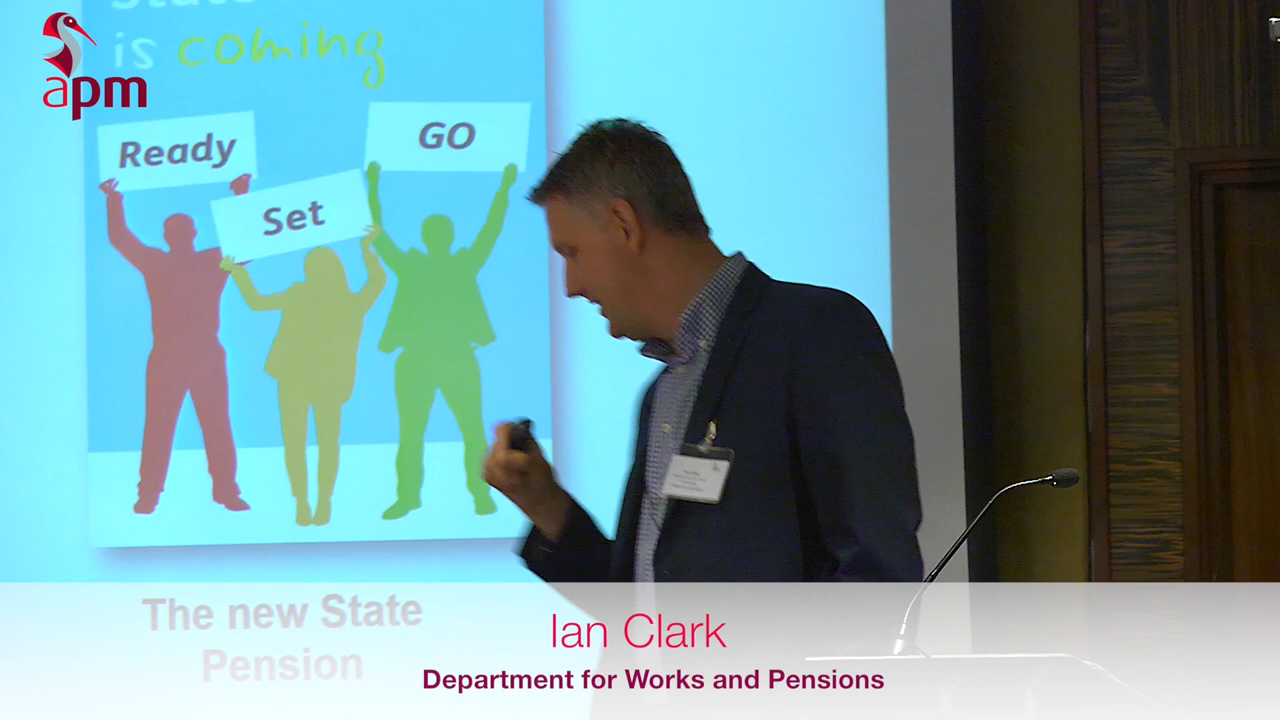 is coming
apm
Ready
GO
Set
The new State
Pension
Ian Clark
Department for Works and Pensions